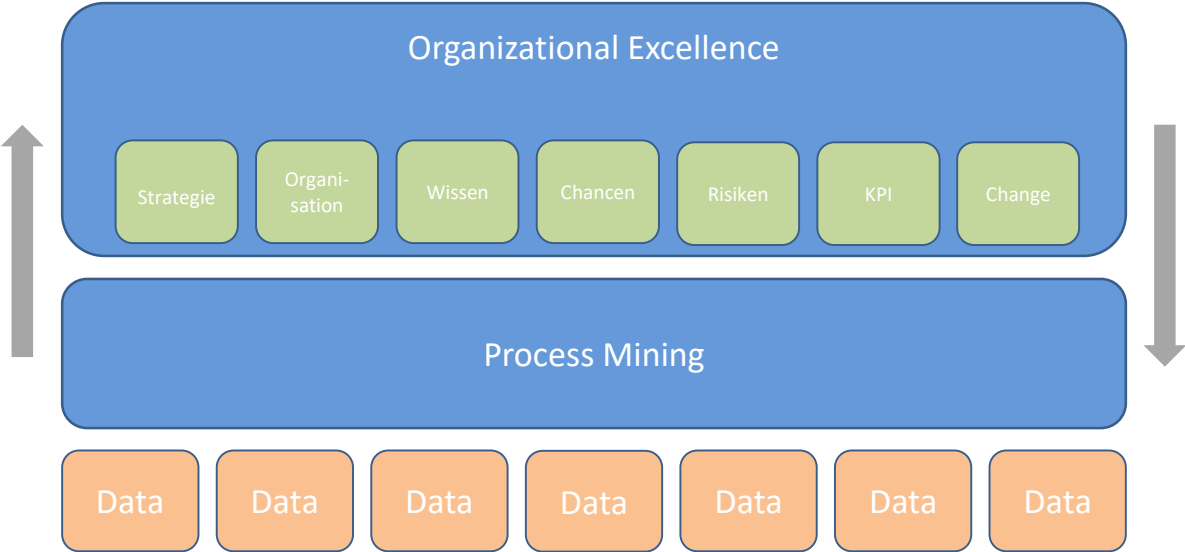 Organizational Excellence
Strategie
Organi-
sation
Wissen
Chancen
Risiken
KPI
Change
Process Mining
Data
Data
Data
Data
Data
Data
Data